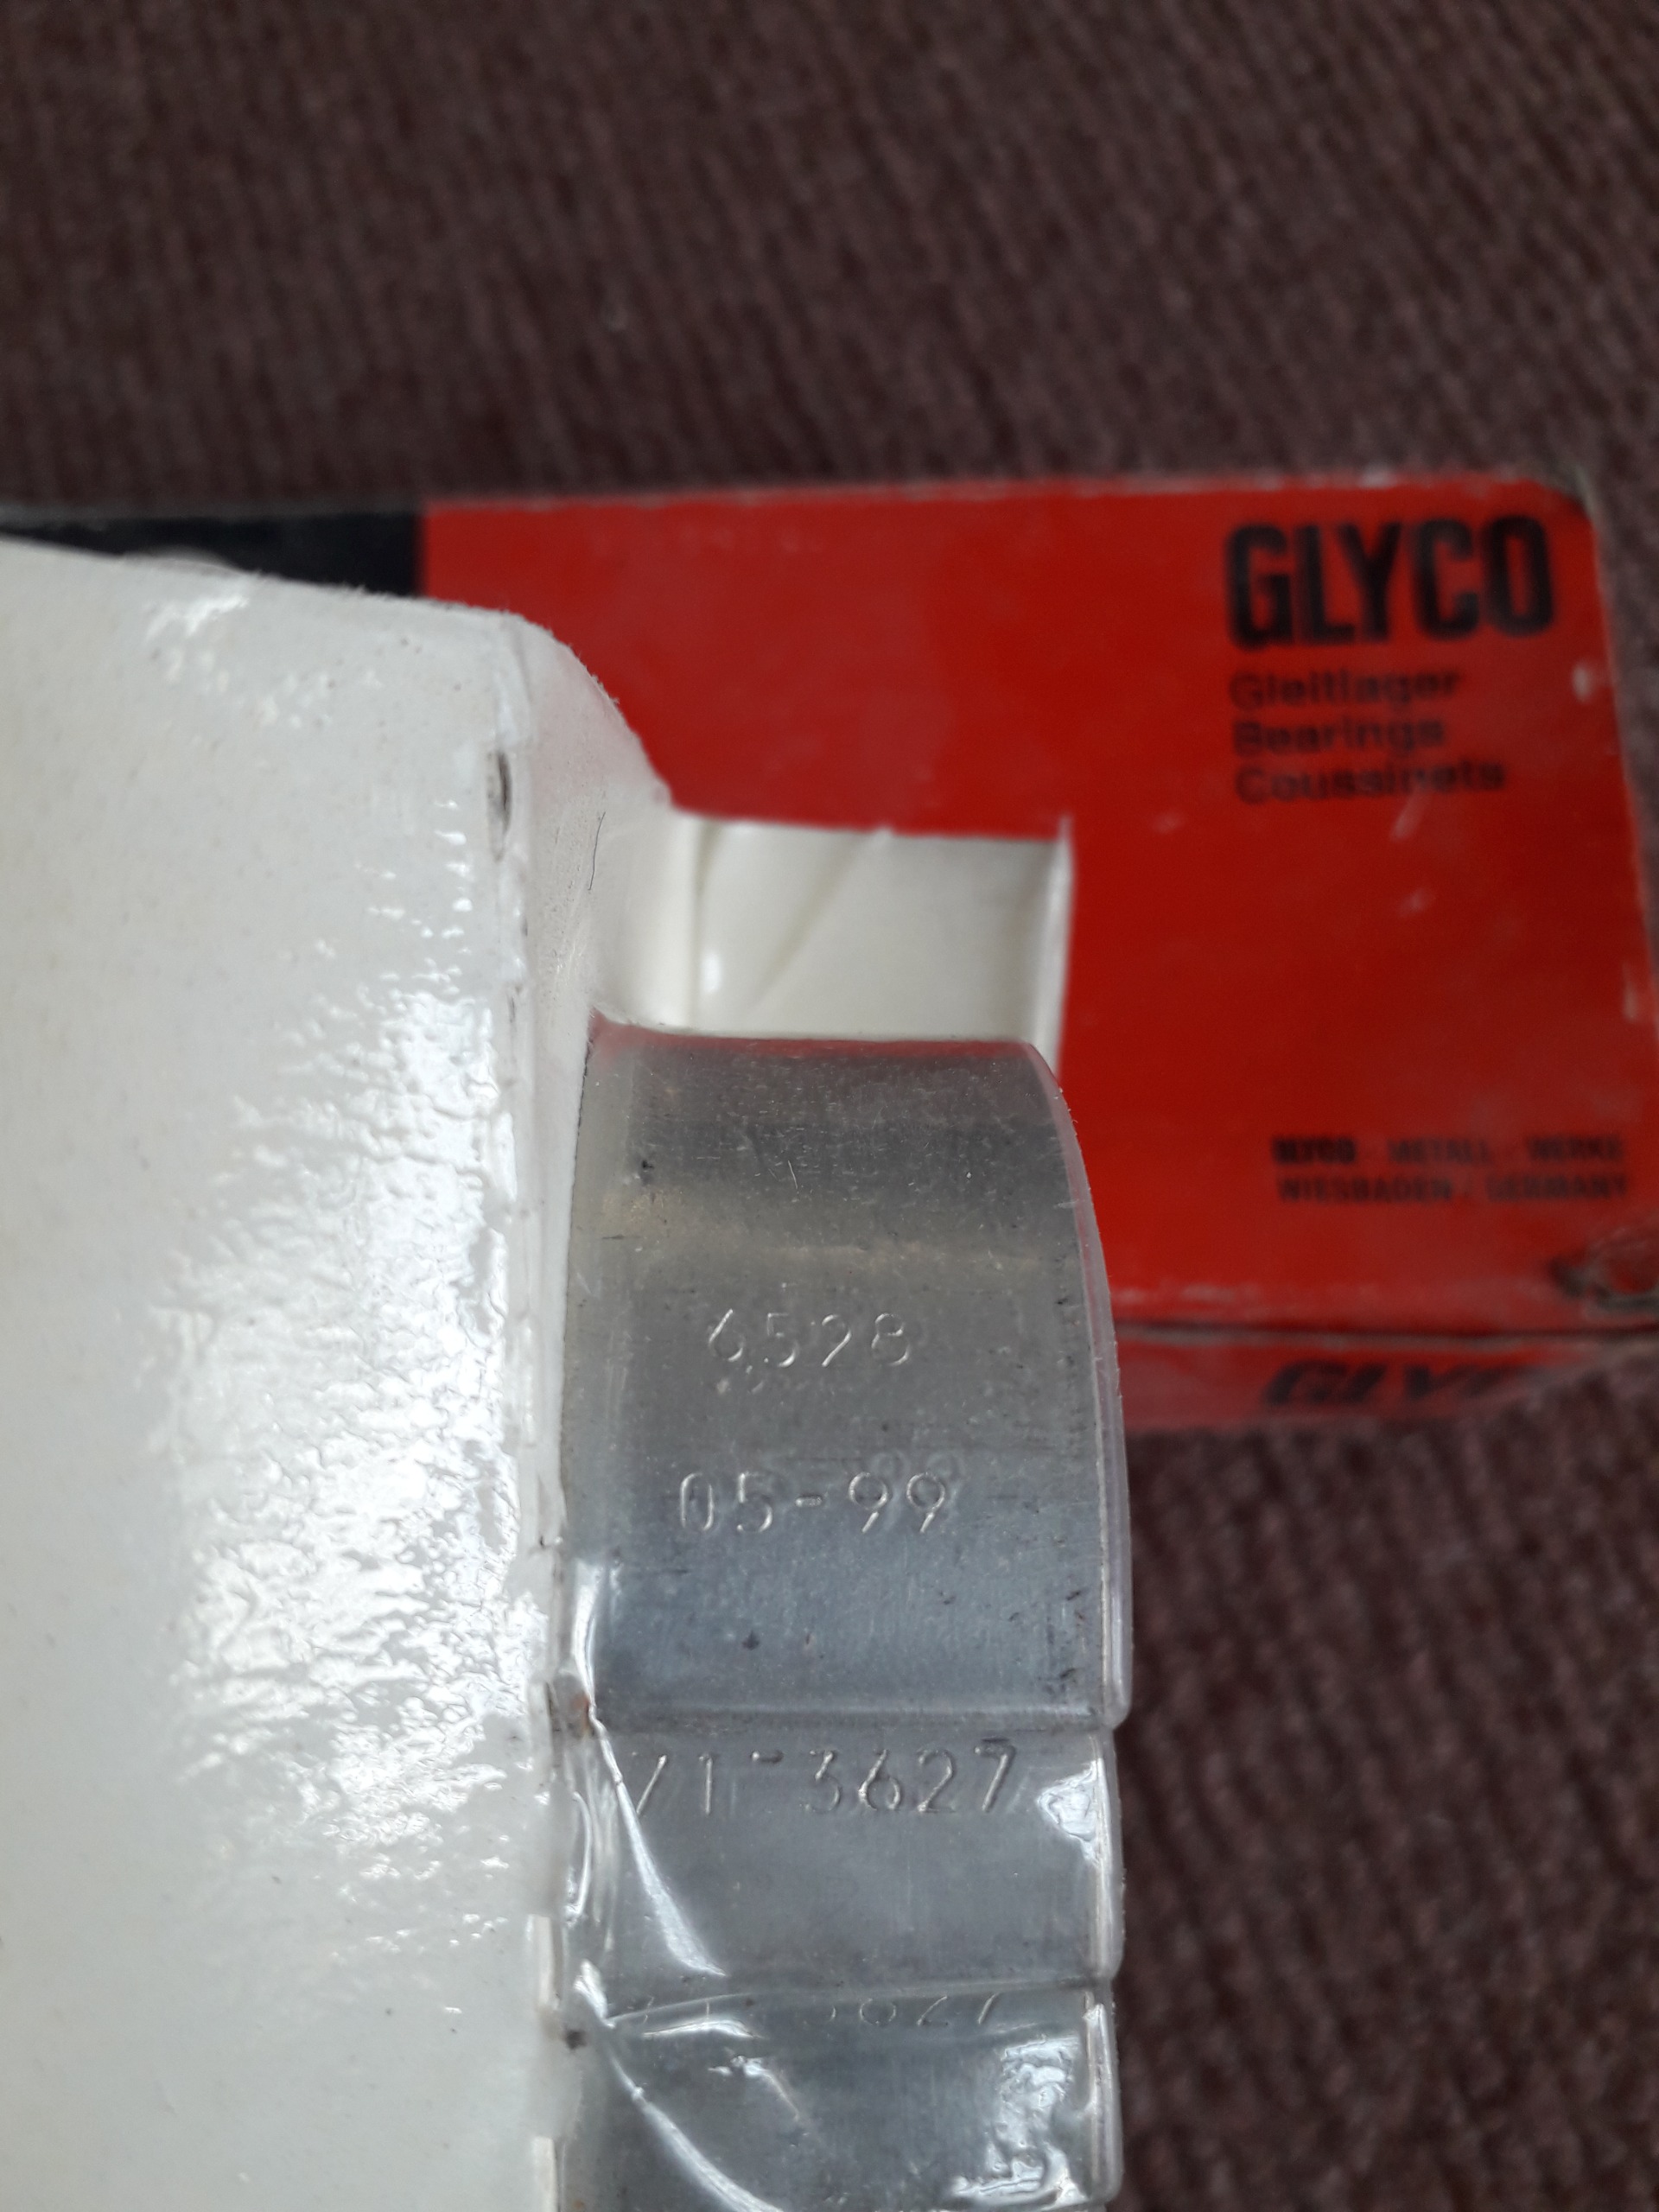 GLYCO
Gleitlager
Bearings
Coussinets
GLYCO · METALL · WERKE
WIESBADEN / GERMANY
6528
05-99
71-3627